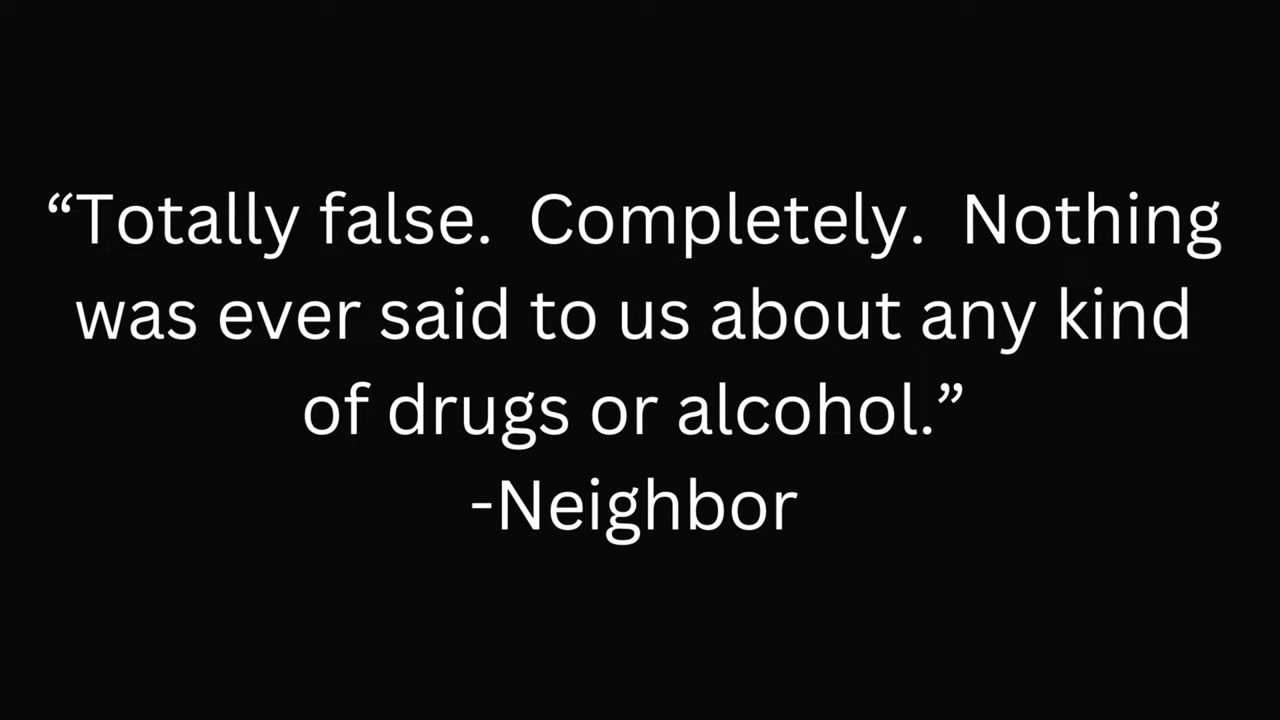 “Totally false.  Completely.  Nothing
was ever said to us about any kind
of drugs or alcohol.”
-Neighbor